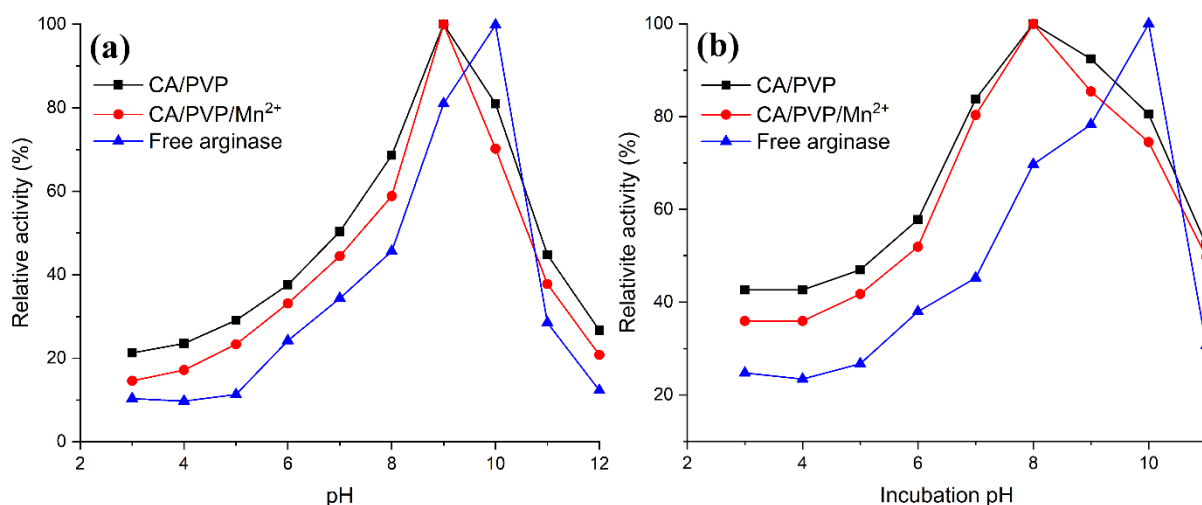 (a)
CA/PVP
CA/PVP/Mn²⁺
Free arginase
Relative activity (%)
100
80
60
40
20
0
2
4
6
8
10
12
pH
(b)
CA/PVP
CA/PVP/Mn²⁺
Free arginase
Relativite activity (%)
100
80
60
40
20
2
4
6
8
10
Incubation pH